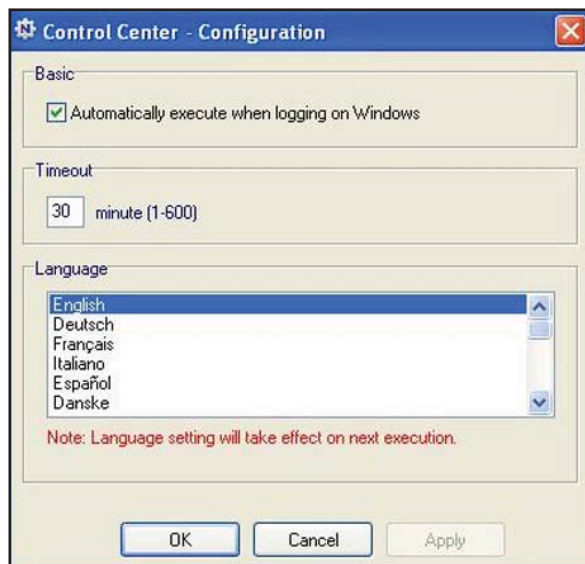 Control Center - Configuration
Basic
Automatically execute when logging on Windows
Timeout
30 minute (1-600)
Language
English
Deutsch
Français
Italiano
Español
Danske
Note: Language setting will take effect on next execution.
OK Cancel Apply